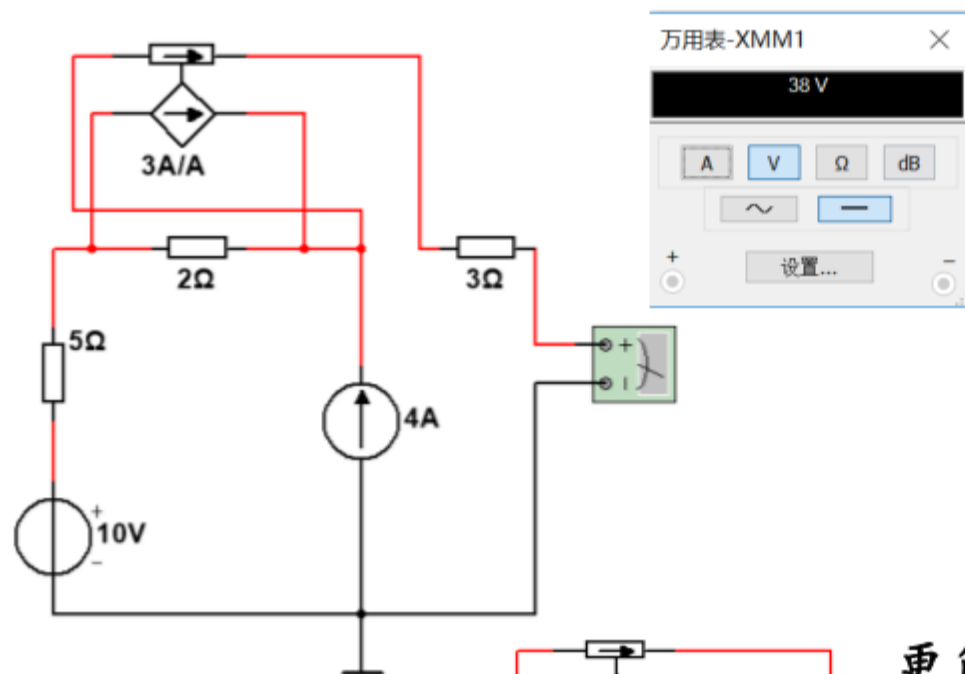 万用表-XMM1
38 V
A V Ω dB
+ 设置... −
3A/A
2Ω
3Ω
5Ω
4A
+
10V
−
+